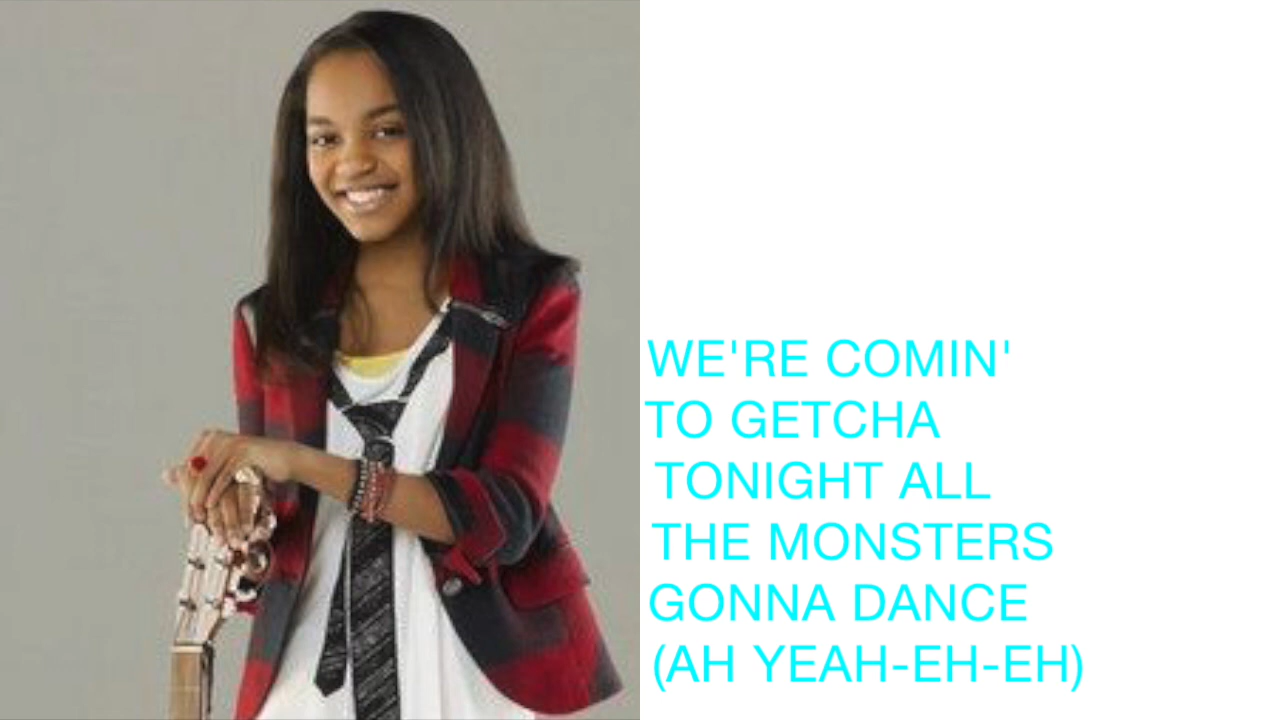 WE'RE COMIN'
TO GETCHA
TONIGHT ALL
THE MONSTERS
GONNA DANCE
(AH YEAH-EH-EH)